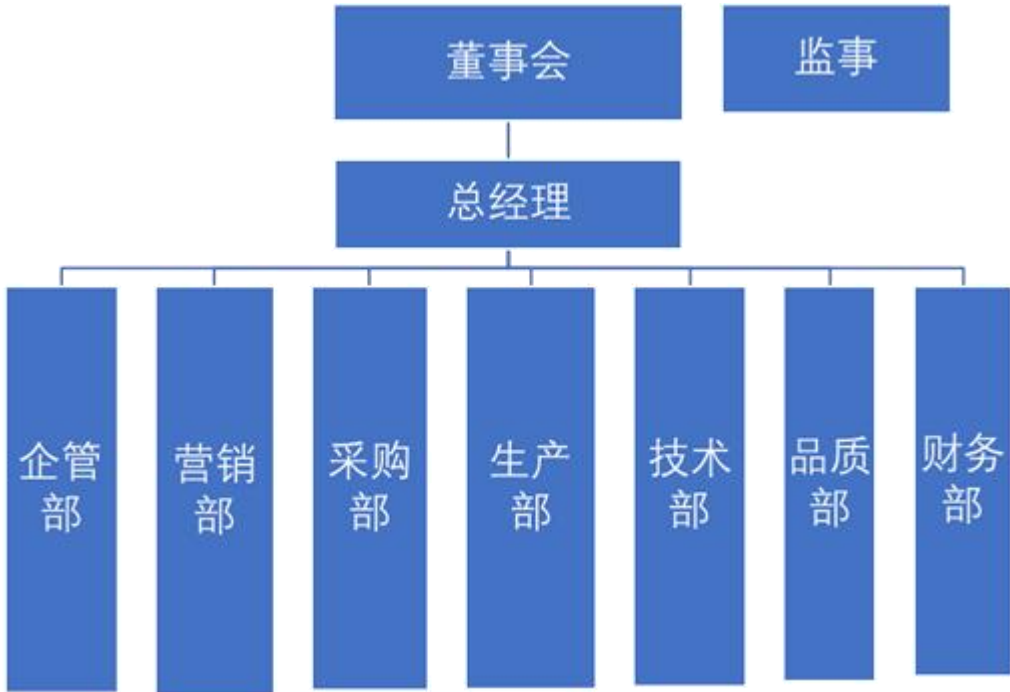 董事会
监事
总经理
企管
部
营销
部
采购
部
生产
部
技术
部
品质
部
财务
部